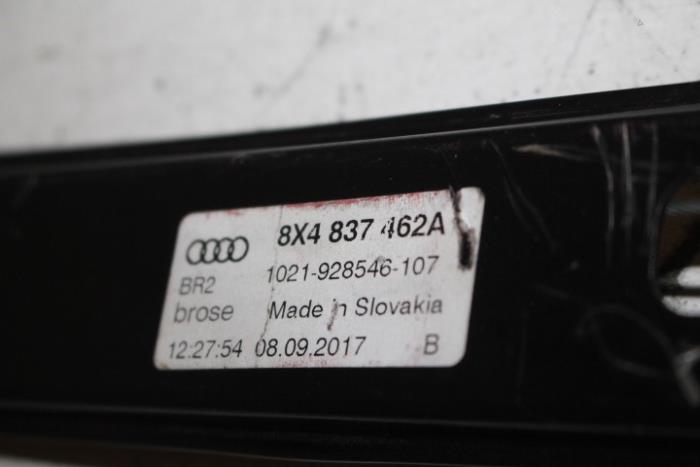 8X4 837 462A
1021-928546-107
BR2
brose Made in Slovakia
12:27:54 08.09.2017 B